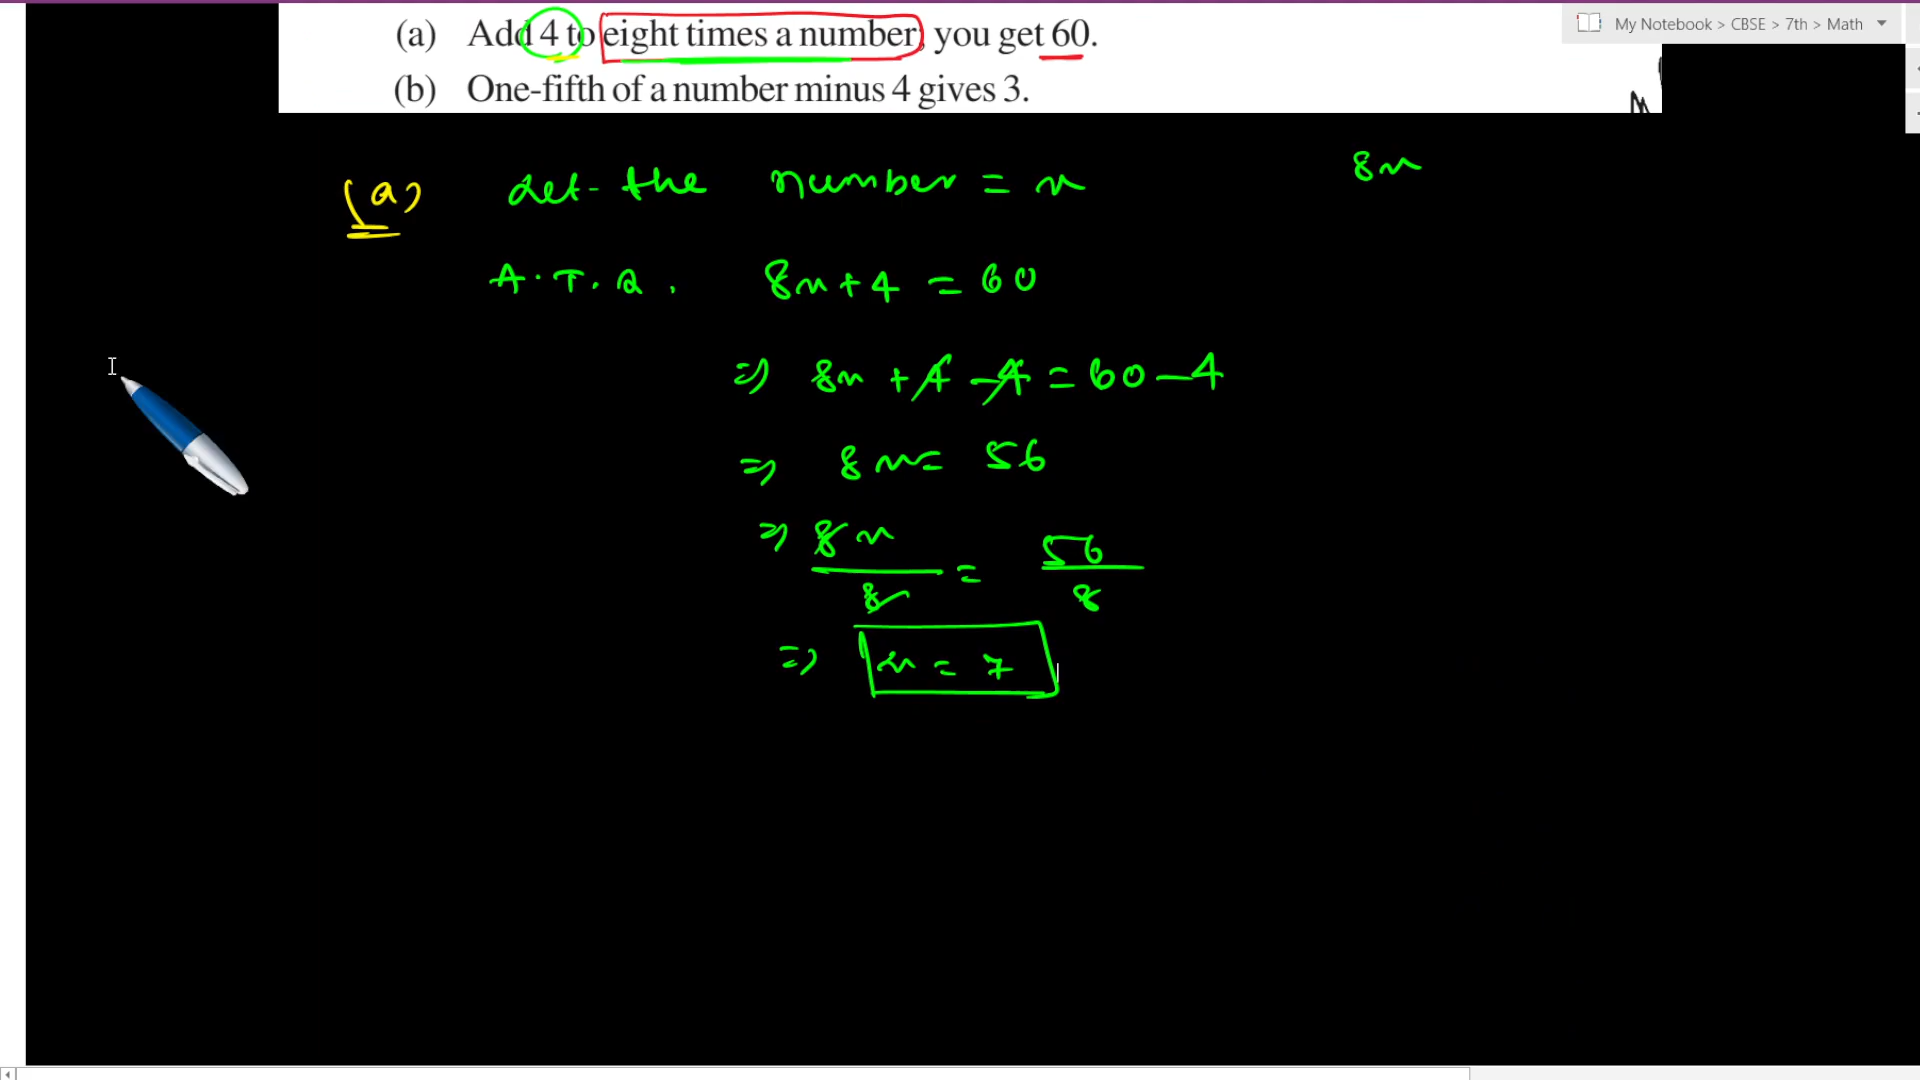 (a) Add 4 to eight times a number; you get 60.
My Notebook > CBSE > 7th > Math
(b) One-fifth of a number minus 4 gives 3.
(a) Let the number = x
8x
A.T.Q. 8x + 4 = 60
=> 8x + 4 - 4 = 60 - 4
=> 8x = 56
=> 8x/8 = 56/8
=> x = 7